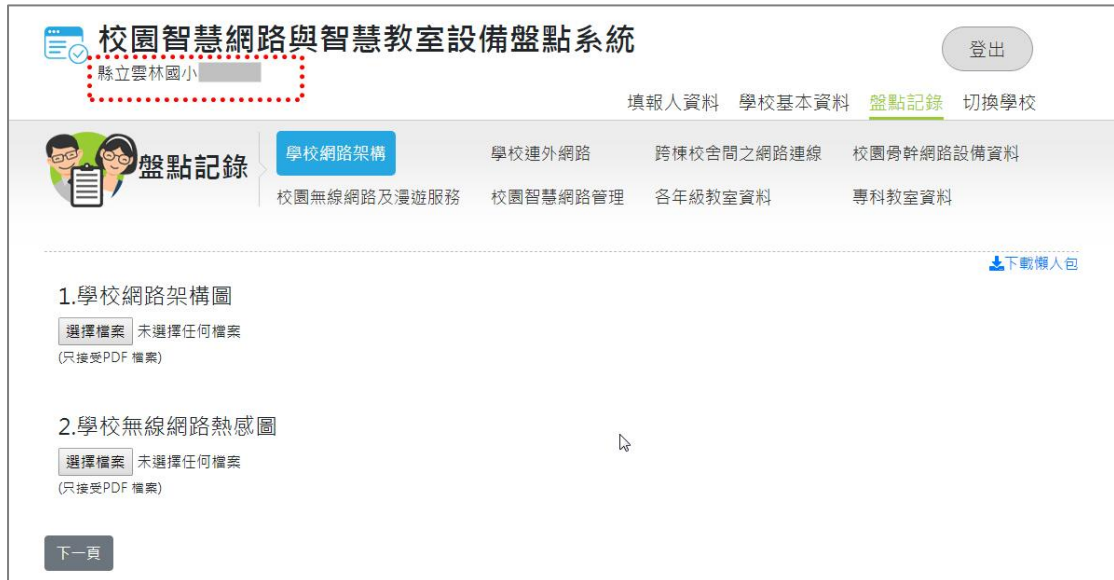 校園智慧網路與智慧教室設備盤點系統
登出
縣立雲林國小
填報人資料 學校基本資料 盤點記錄 切換學校
盤點記錄
學校網路架構 學校連外網路 跨棟校舍間之網路連線 校園骨幹網路設備資料
校園無線網路及漫遊服務 校園智慧網路管理 各年級教室資料 專科教室資料
下載懶人包
1.學校網路架構圖
選擇檔案 未選擇任何檔案
(只接受PDF 檔案)
2.學校無線網路熱感圖
選擇檔案 未選擇任何檔案
(只接受PDF 檔案)
下一頁